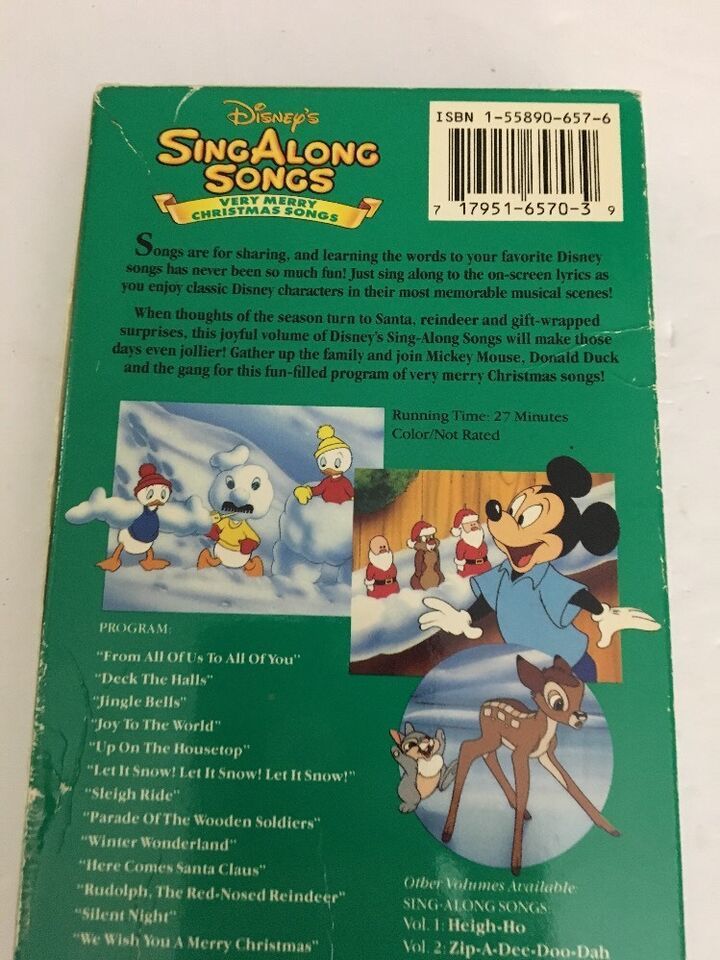 Disney's
SING ALONG
SONGS
VERY MERRY
CHRISTMAS SONGS
ISBN 1-55890-657-6
7 17951-6570-3 9
Songs are for sharing, and learning the words to your favorite Disney
songs has never been so much fun! Just sing along to the on-screen lyrics as
you enjoy classic Disney characters in their most memorable musical scenes!
When thoughts of the season turn to Santa, reindeer and gift-wrapped
surprises, this joyful volume of Disney's Sing-Along Songs will make those
days even jollier! Gather up the family and join Mickey Mouse, Donald Duck
and the gang for this fun-filled program of very merry Christmas songs!
Running Time: 27 Minutes
Color/Not Rated
PROGRAM:
"From All Of Us To All Of You"
"Deck The Halls"
"Jingle Bells"
"Joy To The World"
"Up On The Housetop"
"Let It Snow! Let It Snow! Let It Snow!"
"Sleigh Ride"
"Parade Of The Wooden Soldiers"
"Winter Wonderland"
"Here Comes Santa Claus"
"Rudolph, The Red-Nosed Reindeer"
"Silent Night"
"We Wish You A Merry Christmas"
Other Volumes Available:
SING-ALONG SONGS:
Vol. 1: Heigh-Ho
Vol. 2: Zip-A-Dee-Doo-Dah